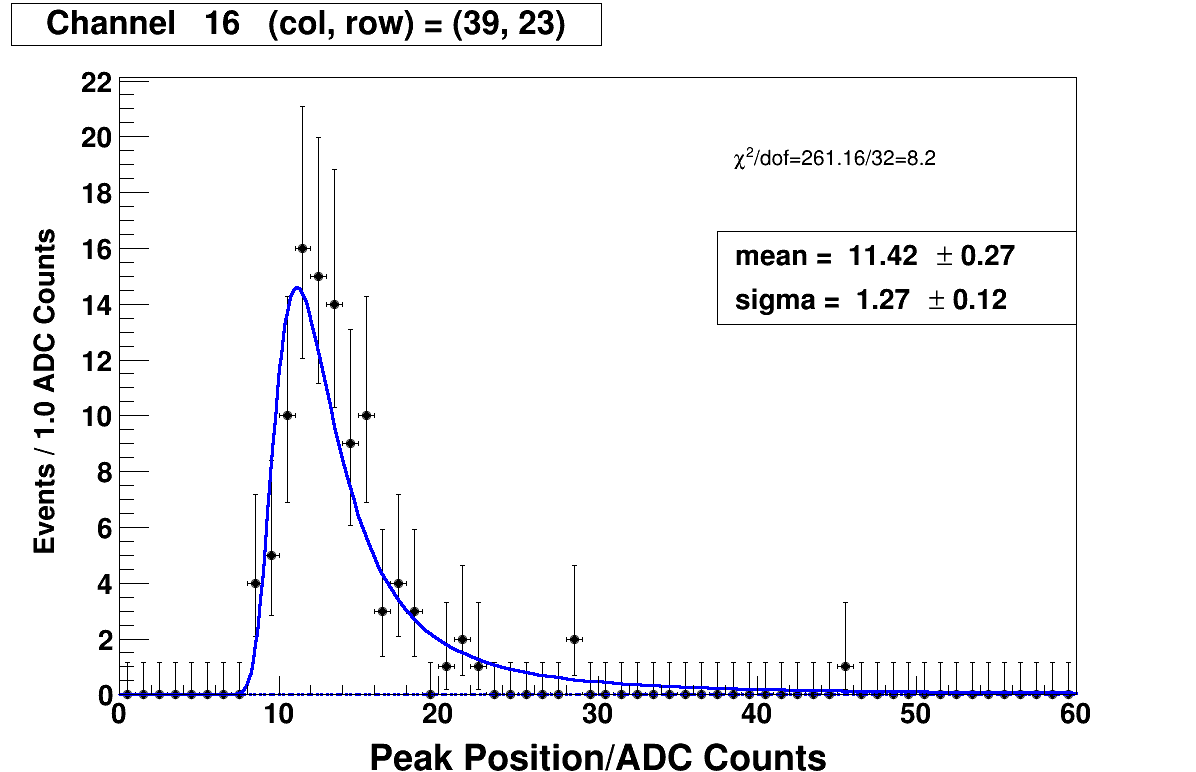 Channel 16 (col, row) = (39, 23)
22
20
18
16
14
12
10
8
6
4
2
0
Events / 1.0 ADC Counts
χ²/dof=261.16/32=8.2
mean = 11.42 ± 0.27
sigma = 1.27 ± 0.12
0 10 20 30 40 50 60
Peak Position/ADC Counts